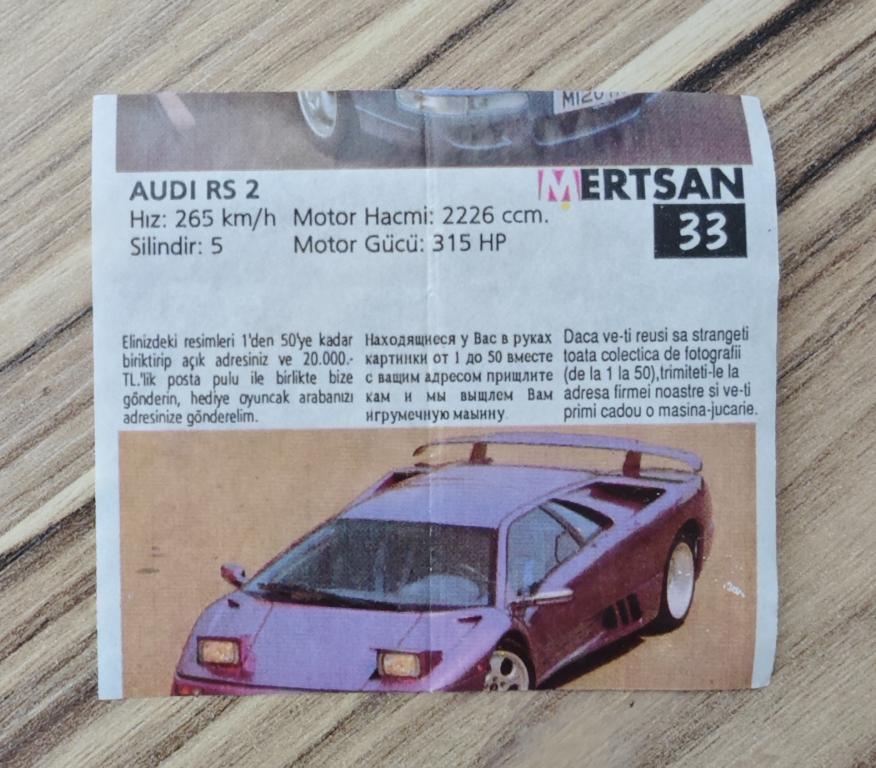 AUDI RS 2
MERTSAN
Hız: 265 km/h Motor Hacmi: 2226 ccm.
Silindir: 5 Motor Gücü: 315 HP
33
Elinizdeki resimleri 1'den 50'ye kadar
biriktirip açık adresiniz ve 20.000.-
TL.'lik posta pulu ile birlikte bize
gönderin, hediye oyuncak arabanızı
adresinize gönderelim.
Находящиеся у Вас в руках
картинки от 1 до 50 вместе
с вашим адресом прищлите
кам и мы выщлем Вам
игрумечную маыину.
Daca ve-ti reusi sa strangeti
toata colectica de fotografii
(de la 1 la 50),trimiteti-le la
adresa firmei noastre si ve-ti
primi cadou o masina-jucarie.